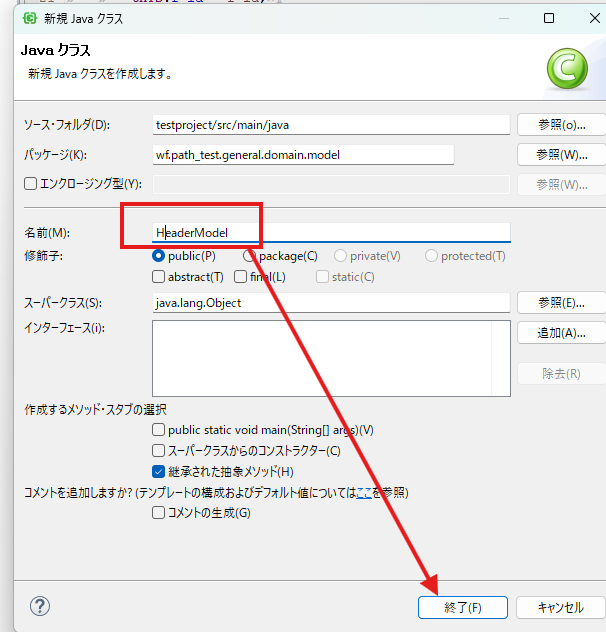 新規 Java クラス
Java クラス
新規 Java クラスを作成します。
ソース・フォルダ(D): testproject/src/main/java 参照(o)...
パッケージ(K): wf.path_test.general.domain.model 参照(W)...
エンクロージング型(Y): 参照(W)...
名前(M): HeaderModel
修飾子: public(P) package(C) private(V) protected(T)
abstract(T) final(L) static(C)
スーパークラス(S): java.lang.Object 参照(E)...
インターフェース(i): 追加(A)...
除去(R)
作成するメソッド・スタブの選択
public static void main(String[] args)(V)
スーパークラスからのコンストラクター(C)
継承された抽象メソッド(H)
コメントを追加しますか? (テンプレートの構成およびデフォルト値についてはここを参照)
コメントの生成(G)
? 終了(F) キャンセル